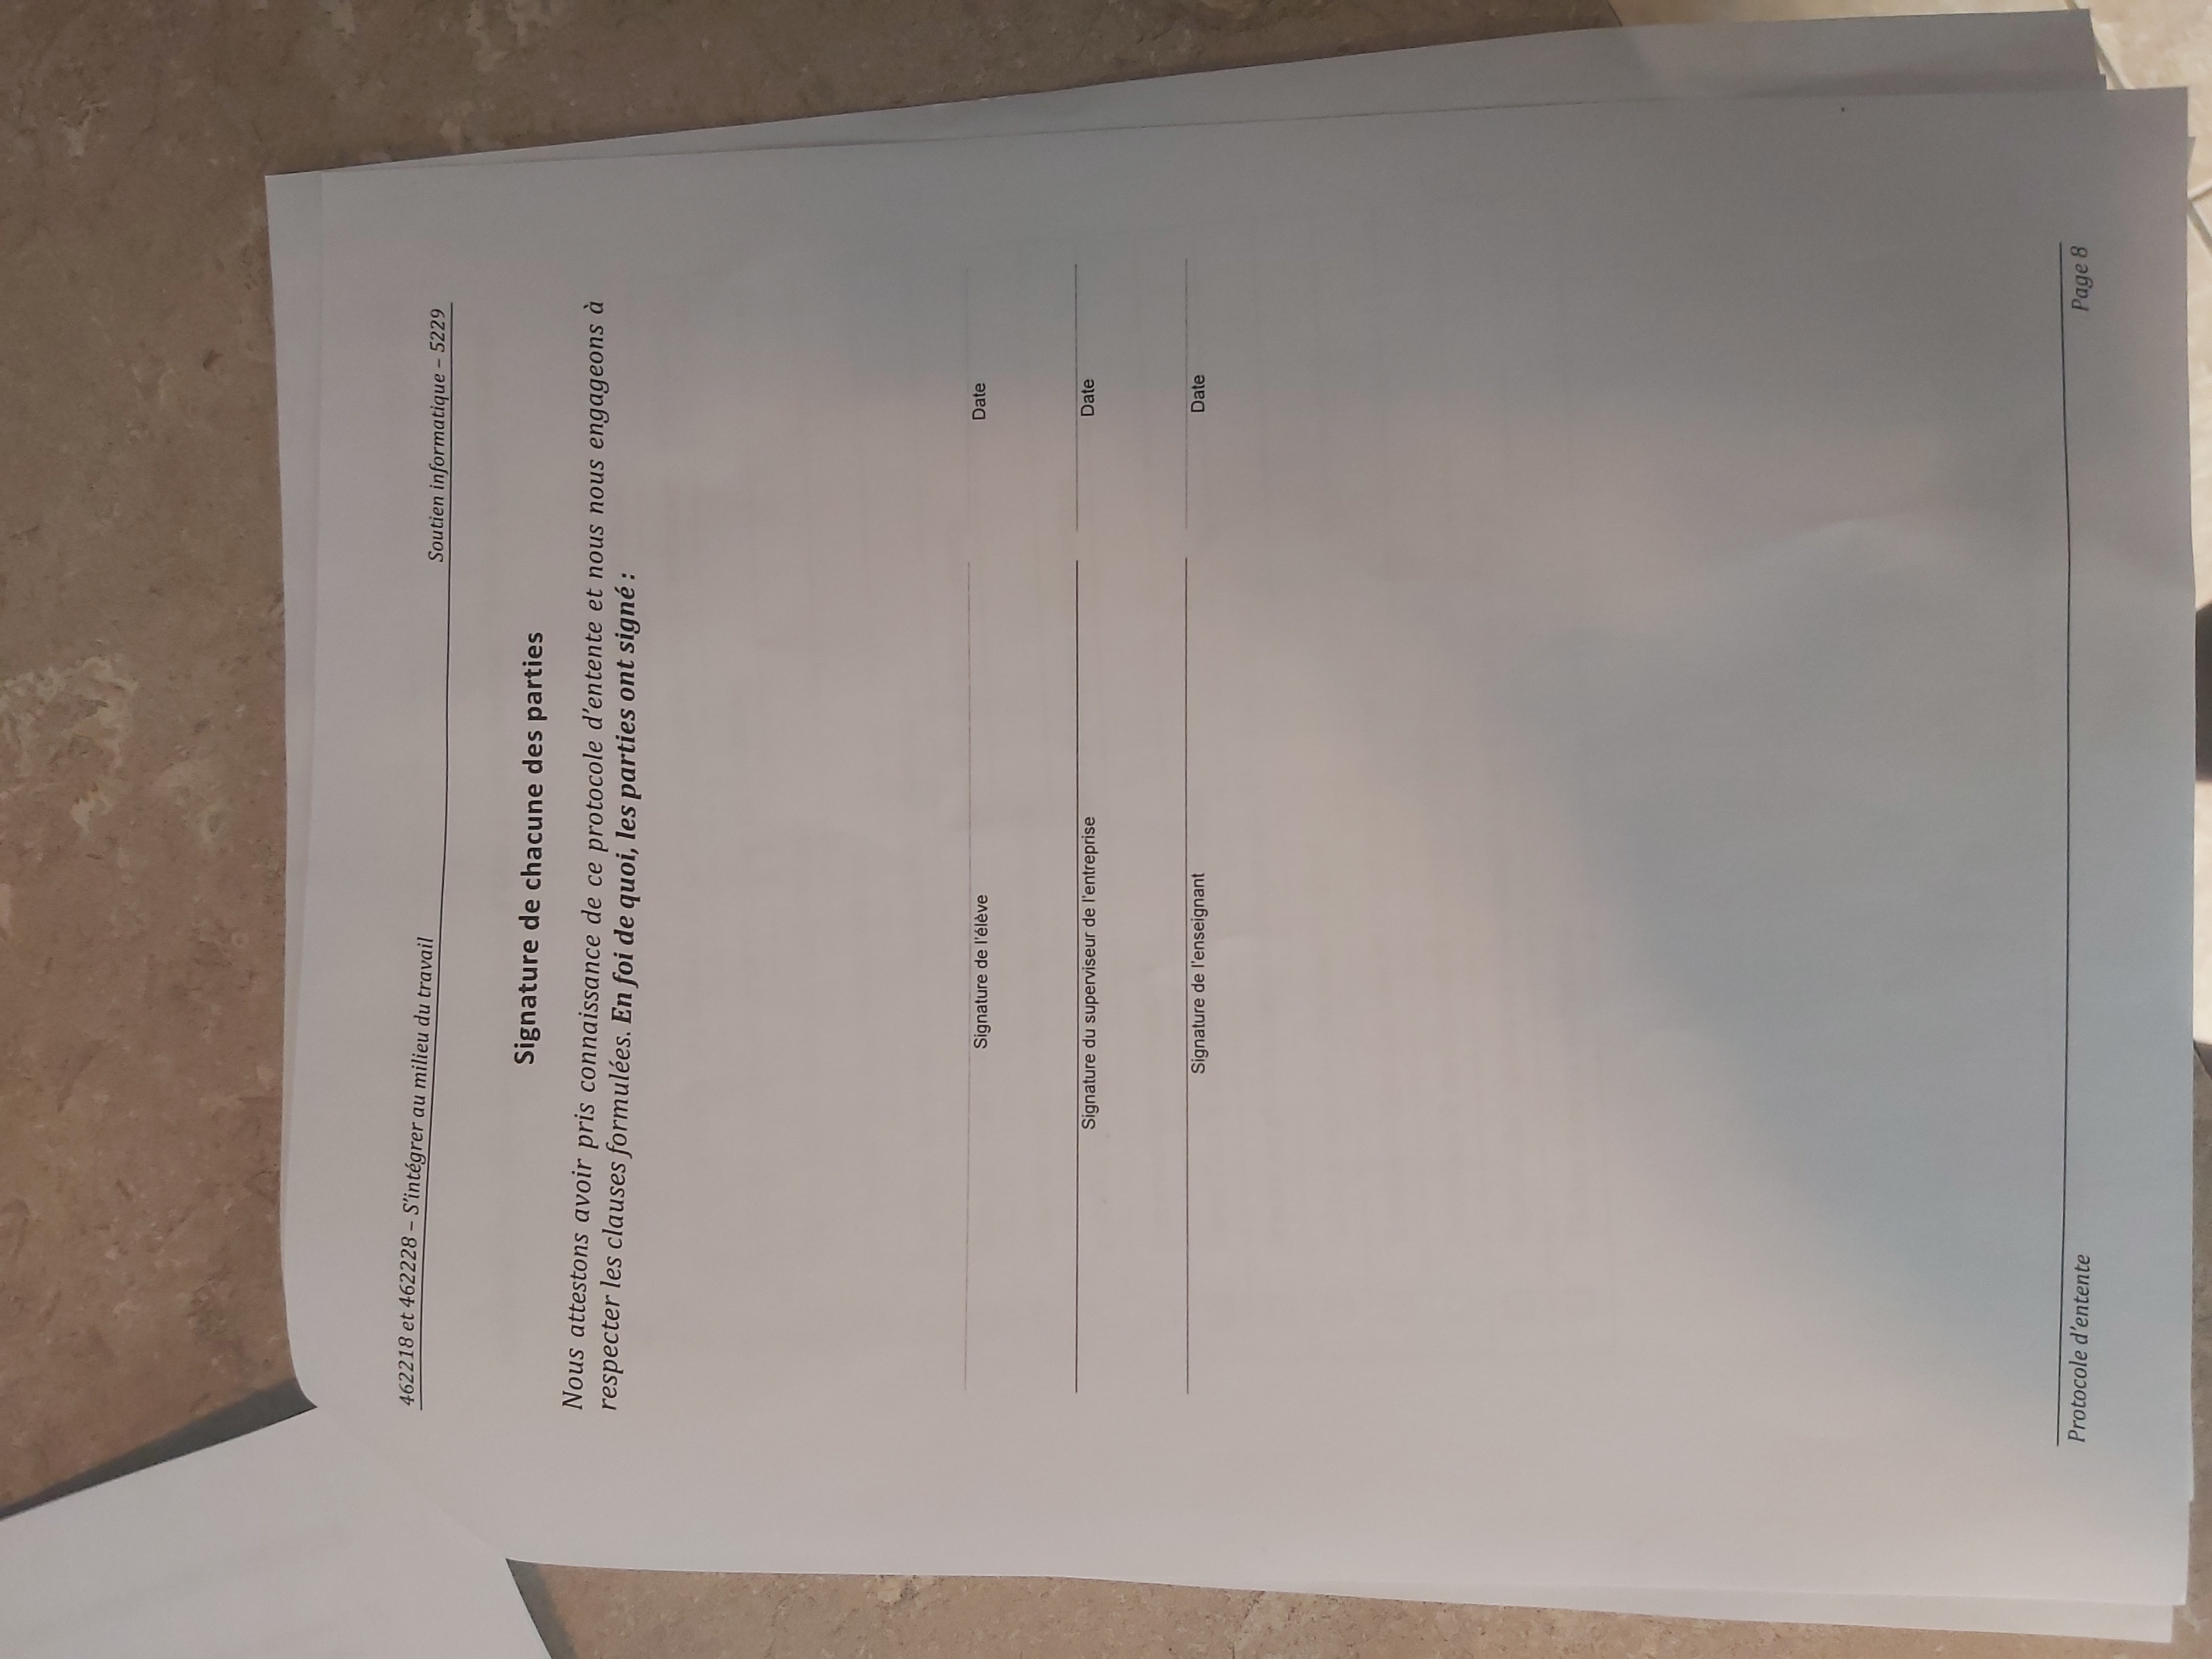 462218 et 462228 – S'intégrer au milieu du travail
Soutien informatique – 5229
Signature de chacune des parties
Nous attestons avoir pris connaissance de ce protocole d'entente et nous nous engageons à
respecter les clauses formulées. En foi de quoi, les parties ont signé :
Signature de l'élève
Date
Signature du superviseur de l'entreprise
Date
Signature de l'enseignant
Date
Protocole d'entente
Page 8